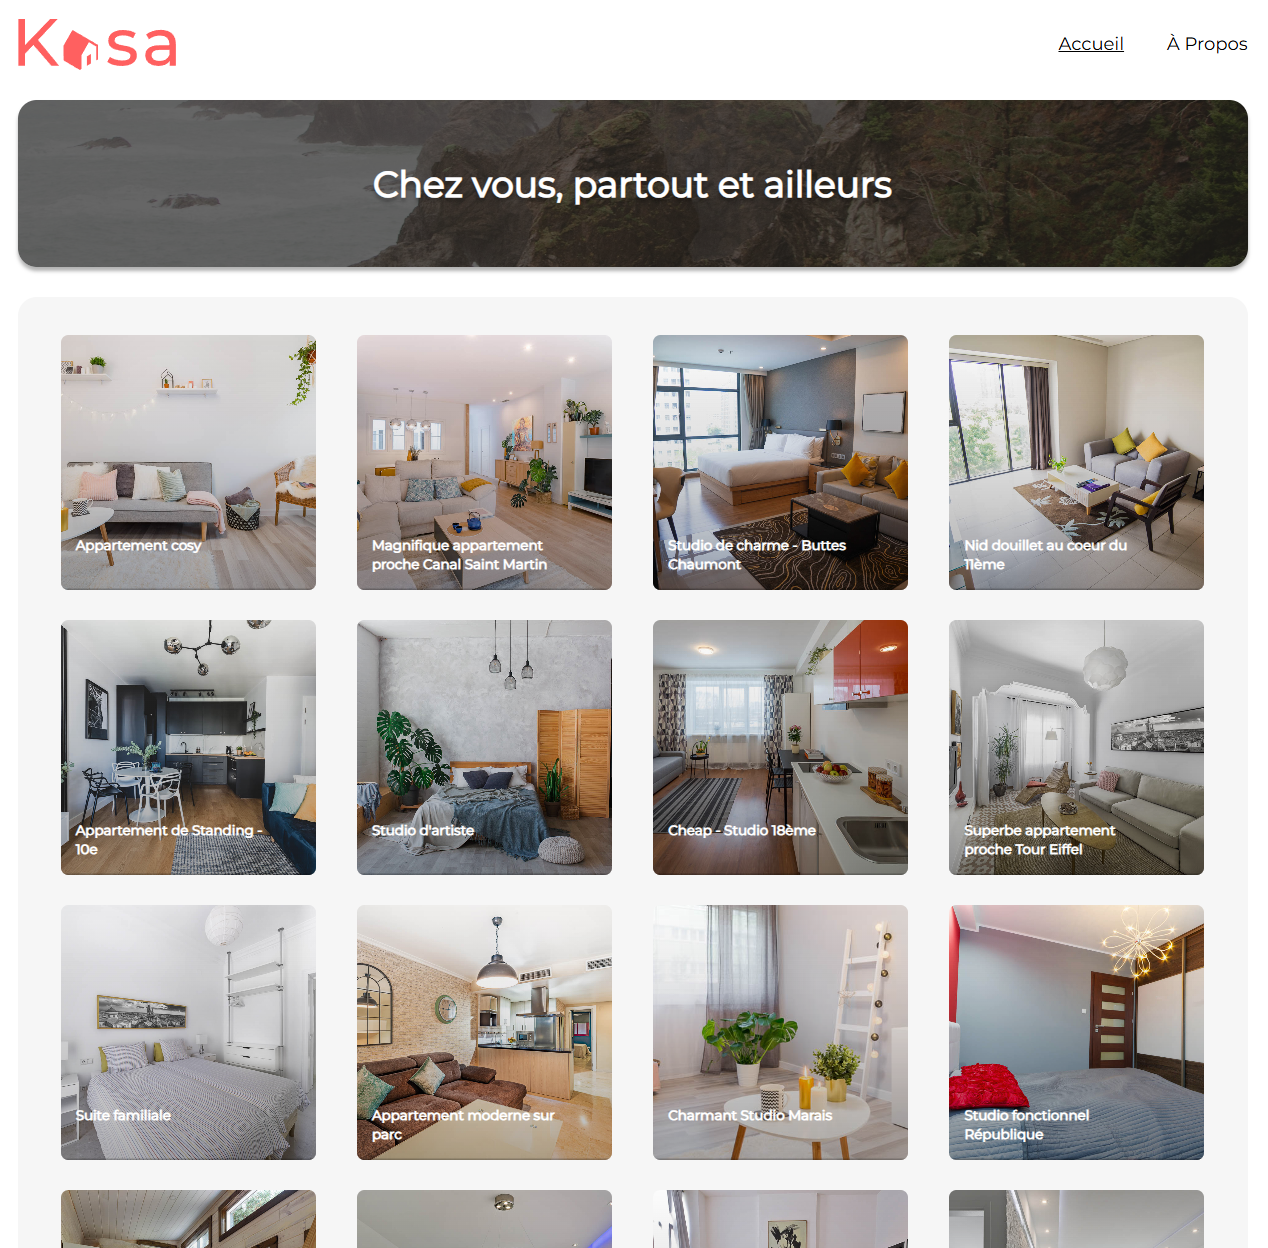 Kasa
Accueil
À Propos
Chez vous, partout et ailleurs
Appartement cosy
Magnifique appartement
proche Canal Saint Martin
Studio de charme - Buttes
Chaumont
Nid douillet au coeur du
11ème
Appartement de Standing -
10e
Studio d'artiste
Cheap - Studio 18ème
Superbe appartement
proche Tour Eiffel
Suite familiale
Appartement moderne sur
parc
Charmant Studio Marais
Studio fonctionnel
République